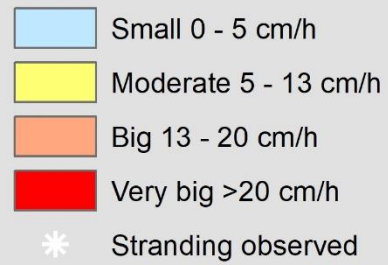 Small 0 - 5 cm/h
Moderate 5 - 13 cm/h
Big 13 - 20 cm/h
Very big >20 cm/h
Stranding observed